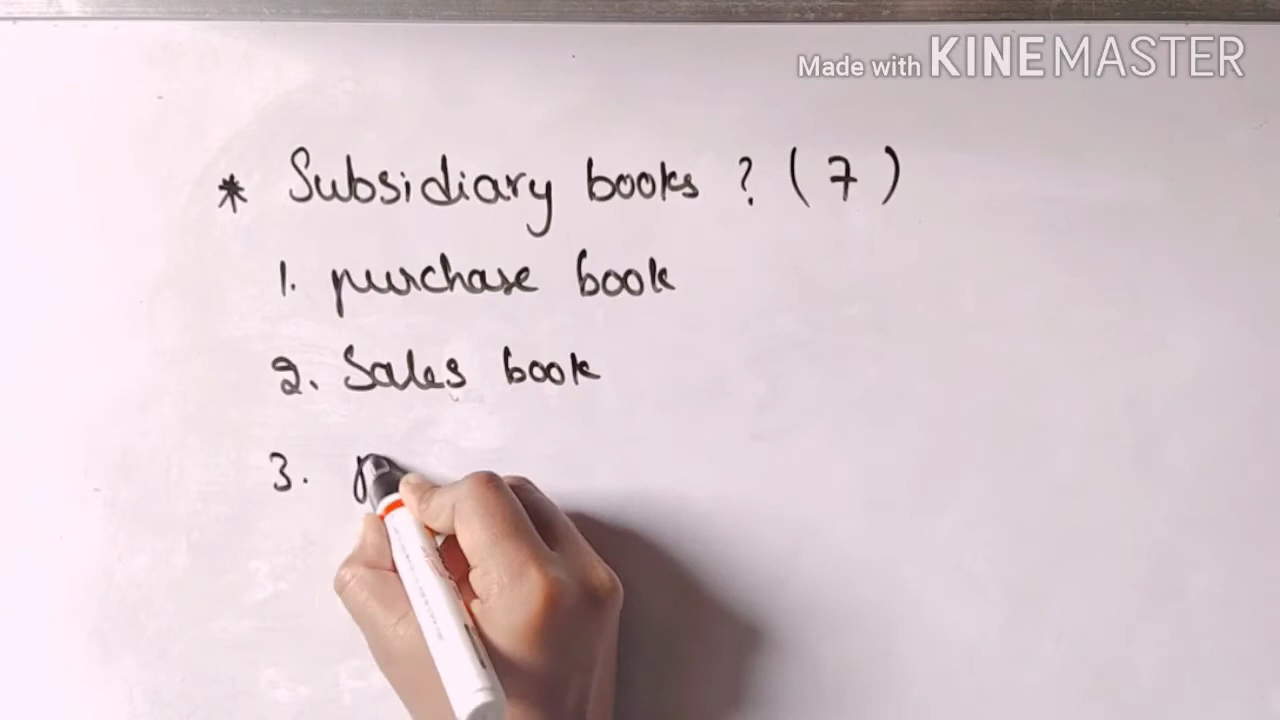 Made with KINEMASTER
* Subsidiary books ? (7)
1. purchase book
2. Sales book
3.